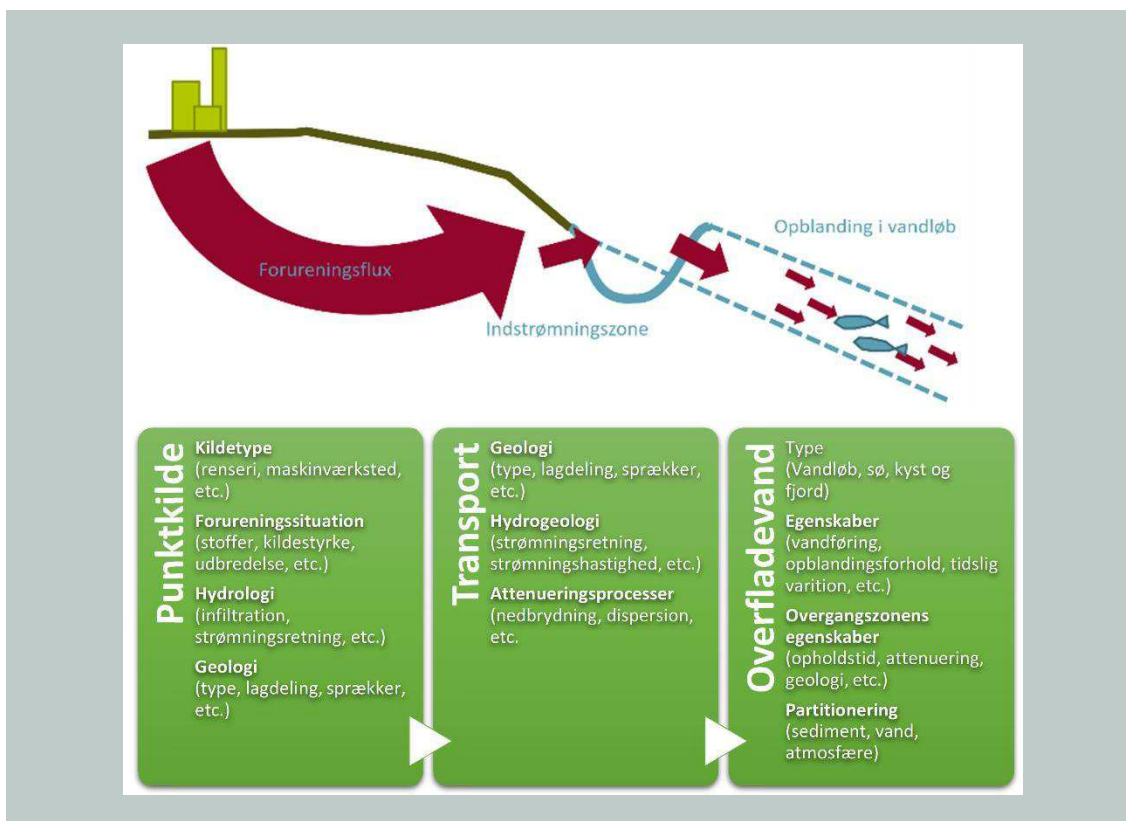 Opblanding i vandløb
Forureningsflux
Indstrømningszone
Punktkilde
Kildetype
(renseri, maskinværksted,
etc.)
Forureningssituation
(stoffer, kildestyrke,
udbredelse, etc.)
Hydrologi
(infiltration,
strømningsretning, etc.)
Geologi
(type, lagdeling, sprækker,
etc.)
Transport
Geologi
(type, lagdeling, sprækker,
etc.)
Hydrogeologi
(strømningsretning,
strømningshastighed, etc.)
Attenueringsprocesser
(nedbrydning, dispersion,
etc.
Overfladevand
Type
(Vandløb, sø, kyst og
fjord)
Egenskaber
(vandføring,
opblandingsforhold, tidslig
varition, etc.)
Overgangszonens
egenskaber
(opholdstid, attenuering,
geologi, etc.)
Partitionering
(sediment, vand,
atmosfære)